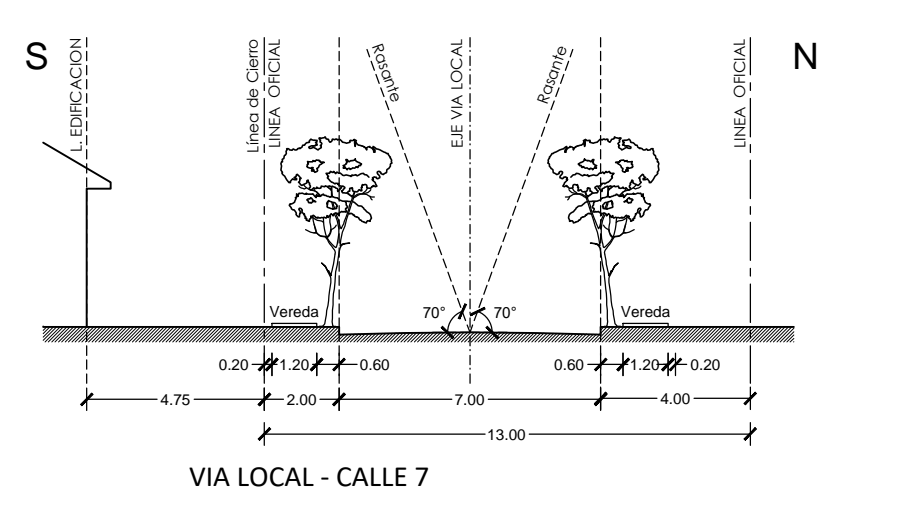 S
L. EDIFICACION
Línea de Cierro
LINEA OFICIAL
Rasante
EJE VIA LOCAL
Rasante
LINEA OFICIAL
N
Vereda
70°
70°
Vereda
0.20
1.20
0.60
0.60
1.20
0.20
4.75
2.00
7.00
4.00
13.00
VIA LOCAL - CALLE 7